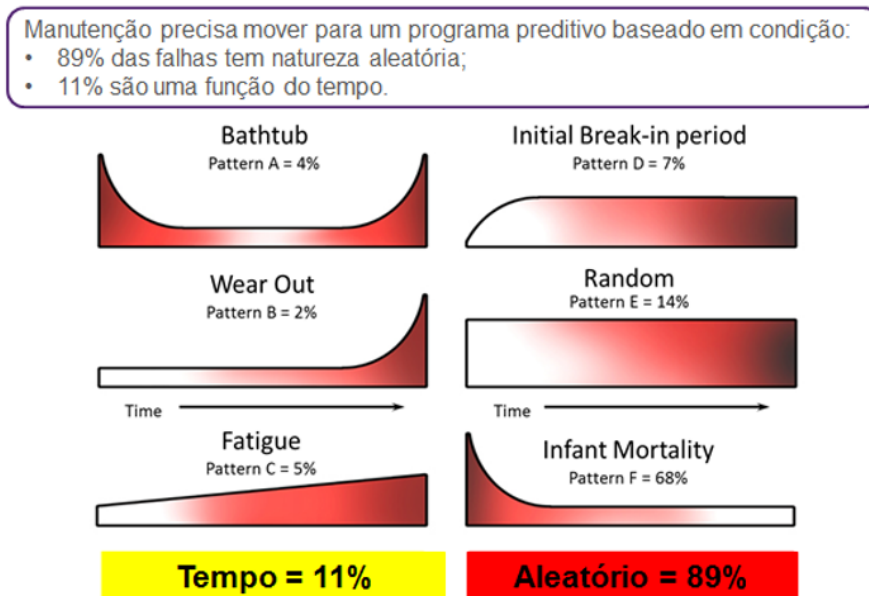 Manutenção precisa mover para um programa preditivo baseado em condição:
• 89% das falhas tem natureza aleatória;
• 11% são uma função do tempo.
Bathtub
Pattern A = 4%
Initial Break-in period
Pattern D = 7%
Wear Out
Pattern B = 2%
Random
Pattern E = 14%
Time
Time
Fatigue
Pattern C = 5%
Infant Mortality
Pattern F = 68%
Tempo = 11%
Aleatório = 89%